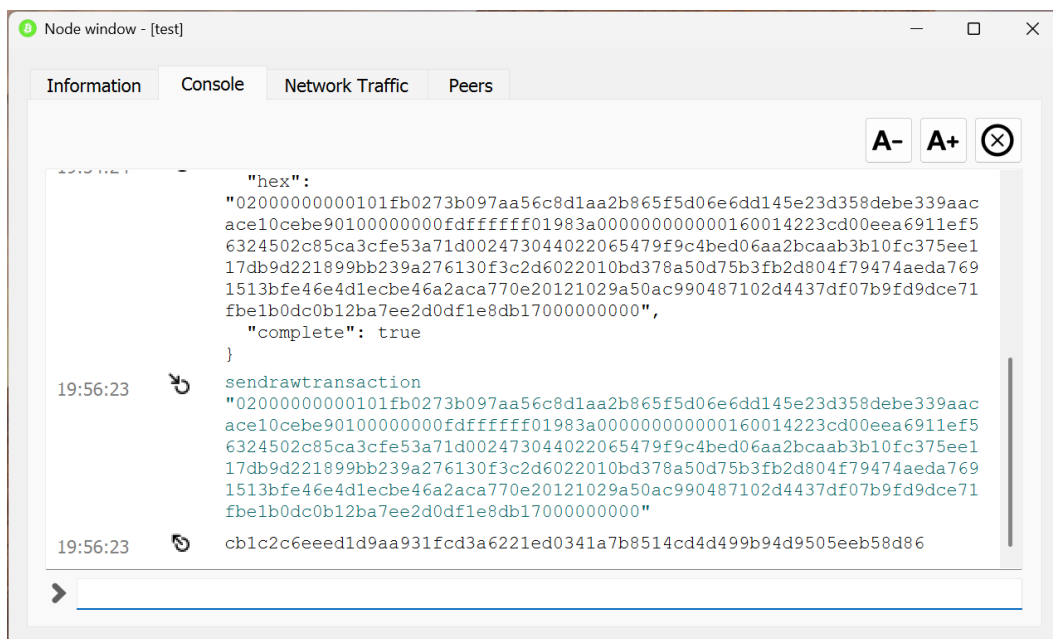 Node window - [test]
Information Console Network Traffic Peers
A- A+
"hex":
"02000000000101fb0273b097aa56c8d1aa2b865f5d06e6dd145e23d358debe339aac
ace10cebe90100000000fdffffff01983a000000000000160014223cd00eea6911ef5
6324502c85ca3cfe53a71d002473044022065479f9c4bed06aa2bcaab3b10fc375ee1
17db9d221899bb239a276130f3c2d6022010bd378a50d75b3fb2d804f79474aeda769
1513bfe46e4d1ecbe46a2aca770e20121029a50ac990487102d4437df07b9fd9dce71
fbe1b0dc0b12ba7ee2d0df1e8db17000000000",
"complete": true
}
19:56:23 sendrawtransaction
"02000000000101fb0273b097aa56c8d1aa2b865f5d06e6dd145e23d358debe339aac
ace10cebe90100000000fdffffff01983a000000000000160014223cd00eea6911ef5
6324502c85ca3cfe53a71d002473044022065479f9c4bed06aa2bcaab3b10fc375ee1
17db9d221899bb239a276130f3c2d6022010bd378a50d75b3fb2d804f79474aeda769
1513bfe46e4d1ecbe46a2aca770e20121029a50ac990487102d4437df07b9fd9dce71
fbe1b0dc0b12ba7ee2d0df1e8db17000000000"
19:56:23 cb1c2c6eeed1d9aa931fcd3a6221ed0341a7b8514cd4d499b94d9505eeb58d86